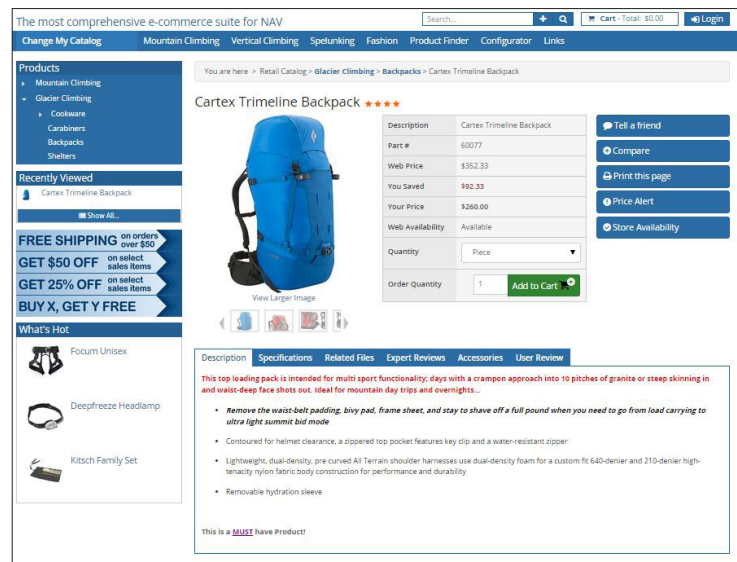 The most comprehensive e-commerce suite for NAV
Search...
Cart - Total: $0.00
Login
Change My Catalog
Mountain Climbing
Vertical Climbing
Spelunking
Fashion
Product Finder
Configurator
Links
Products
Mountain Climbing
Glacier Climbing
Cookware
Carabiners
Backpacks
Shelters
Recently Viewed
Cartex Trimeline Backpack
Show All...
FREE SHIPPING on orders over $50
GET $50 OFF on select sales items
GET 25% OFF on select sales items
BUY X, GET Y FREE
What's Hot
Focum Unisex
Deepfreeze Headlamp
Kitsch Family Set
You are here > Retail Catalog > Glacier Climbing > Backpacks > Cartex Trimeline Backpack
Cartex Trimeline Backpack
View Larger Image
Description Cartex Trimeline Backpack
Part # 60077
Web Price $352.33
You Saved $92.33
Your Price $260.00
Web Availability Available
Quantity Piece
Order Quantity 1 Add to Cart
Tell a friend
Compare
Print this page
Price Alert
Store Availability
Description
Specifications
Related Files
Expert Reviews
Accessories
User Review
This top loading pack is intended for multi sport functionality; days with a crampon approach into 10 pitches of granite or steep skinning in
and waist-deep face shots out. Ideal for mountain day trips and overnights...
Remove the waist-belt padding, bivy pad, frame sheet, and stay to shave off a full pound when you need to go from load carrying to
ultra light summit bid mode
Contoured for helmet clearance, a zippered top pocket features key clip and a water-resistant zipper
Lightweight, dual-density, pre curved All Terrain shoulder harnesses use dual-density foam for a custom fit 640-denier and 210-denier high-
tenacity nylon fabric body construction for performance and durability
Removable hydration sleeve
This is a MUST have Product!